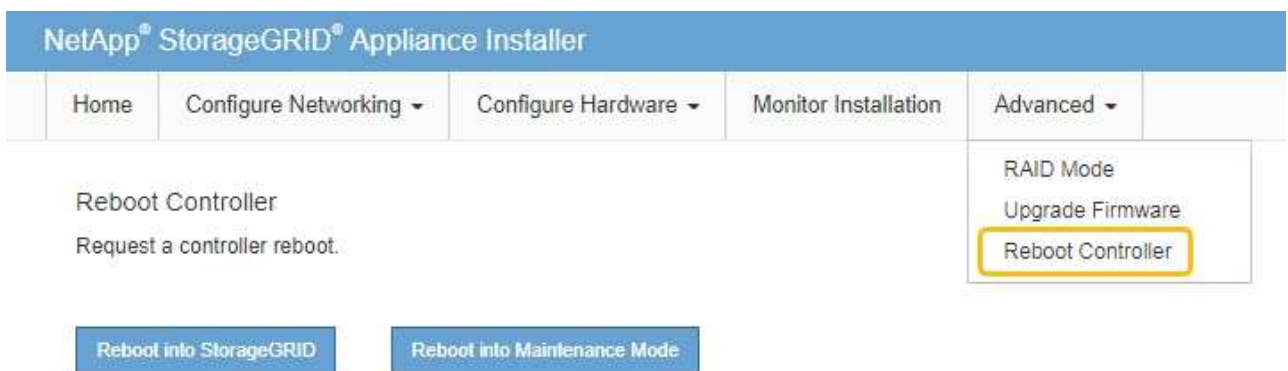 NetApp® StorageGRID® Appliance Installer
Home Configure Networking Configure Hardware Monitor Installation Advanced
RAID Mode
Upgrade Firmware
Reboot Controller
Reboot Controller
Request a controller reboot.
Reboot into StorageGRID Reboot into Maintenance Mode